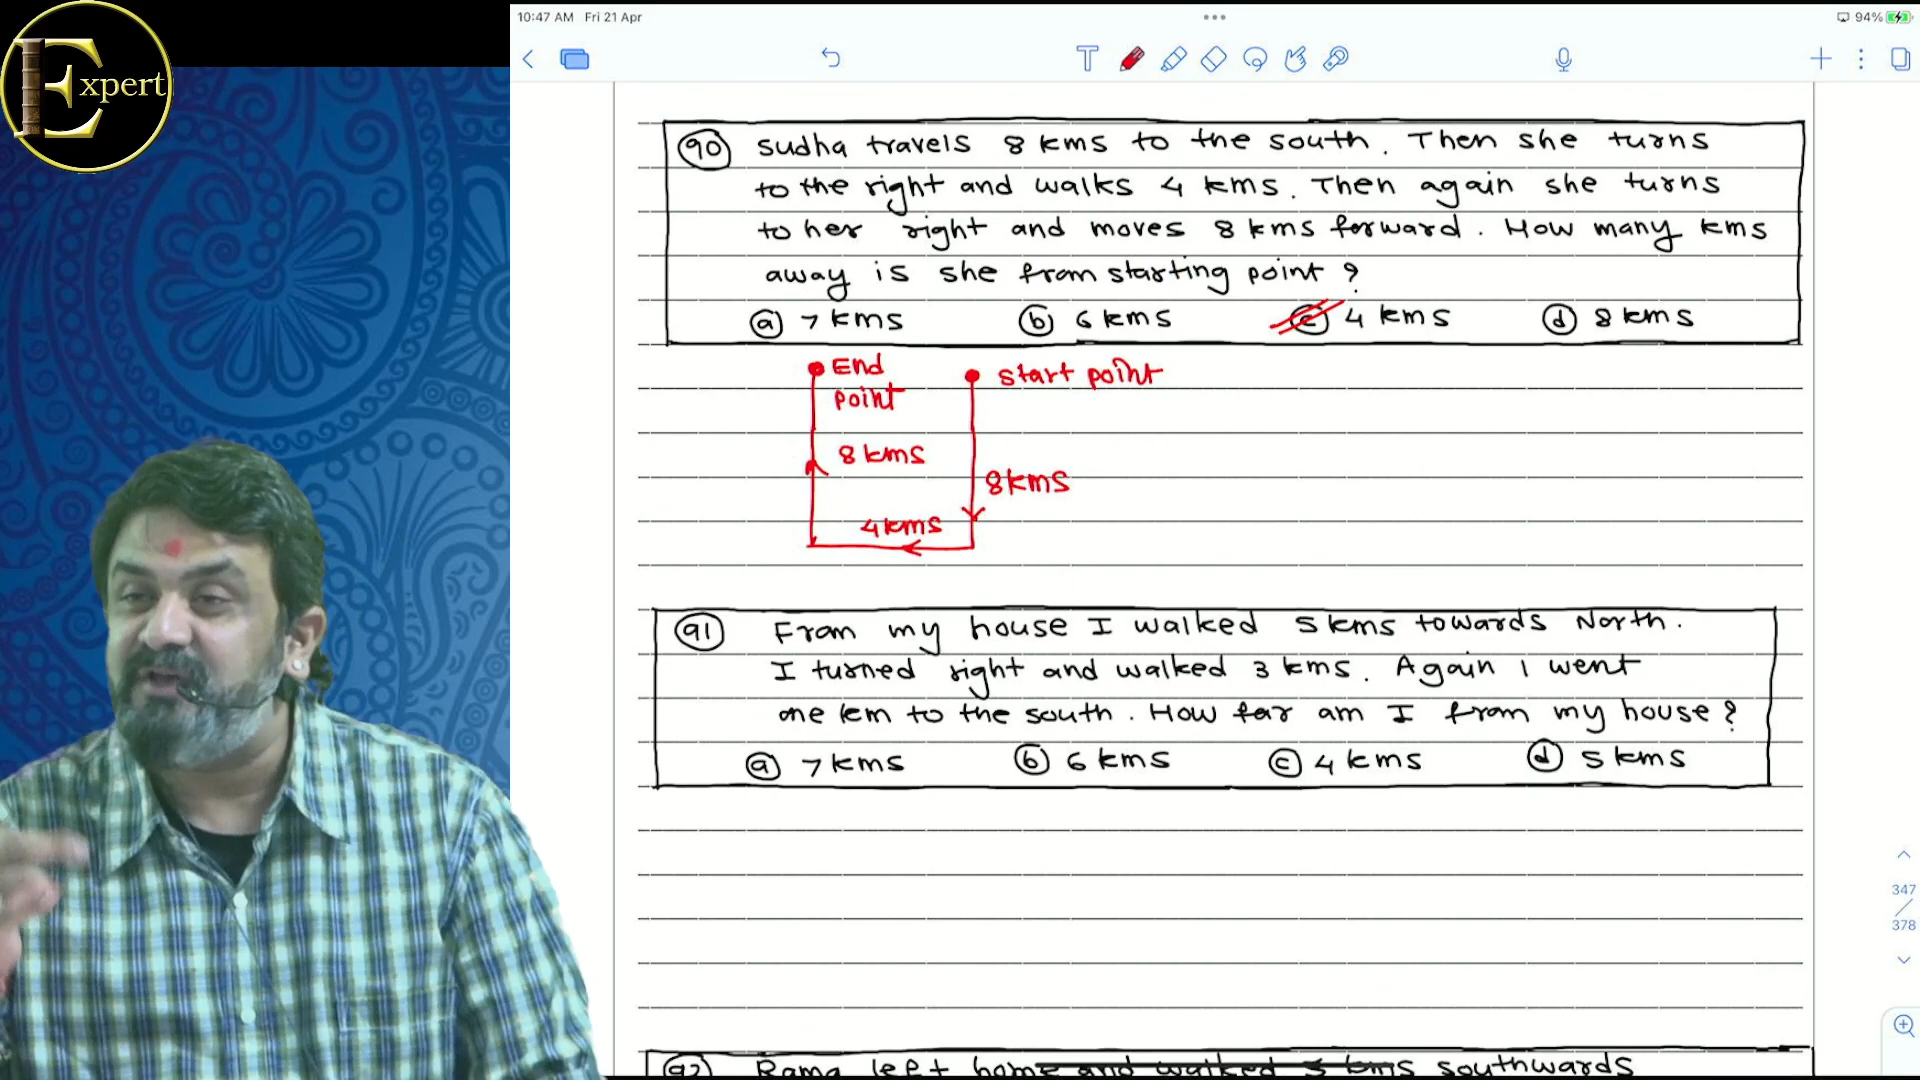 Expert
10:47 AM Fri 21 Apr
94%
90 Sudha travels 8 kms to the south. Then she turns
to the right and walks 4 kms. Then again she turns
to her right and moves 8 kms forward. How many kms
away is she from starting point?
a 7 kms b 6 kms c 4 kms d 8 kms
End
point
start point
8 kms
8kms
4kms
91 From my house I walked 5 kms towards North.
I turned right and walked 3 kms. Again I went
one km to the south. How far am I from my house?
a 7 kms b 6 kms c 4 kms d 5 kms
347
378
92 Rama left home and walked 5 kms southwards